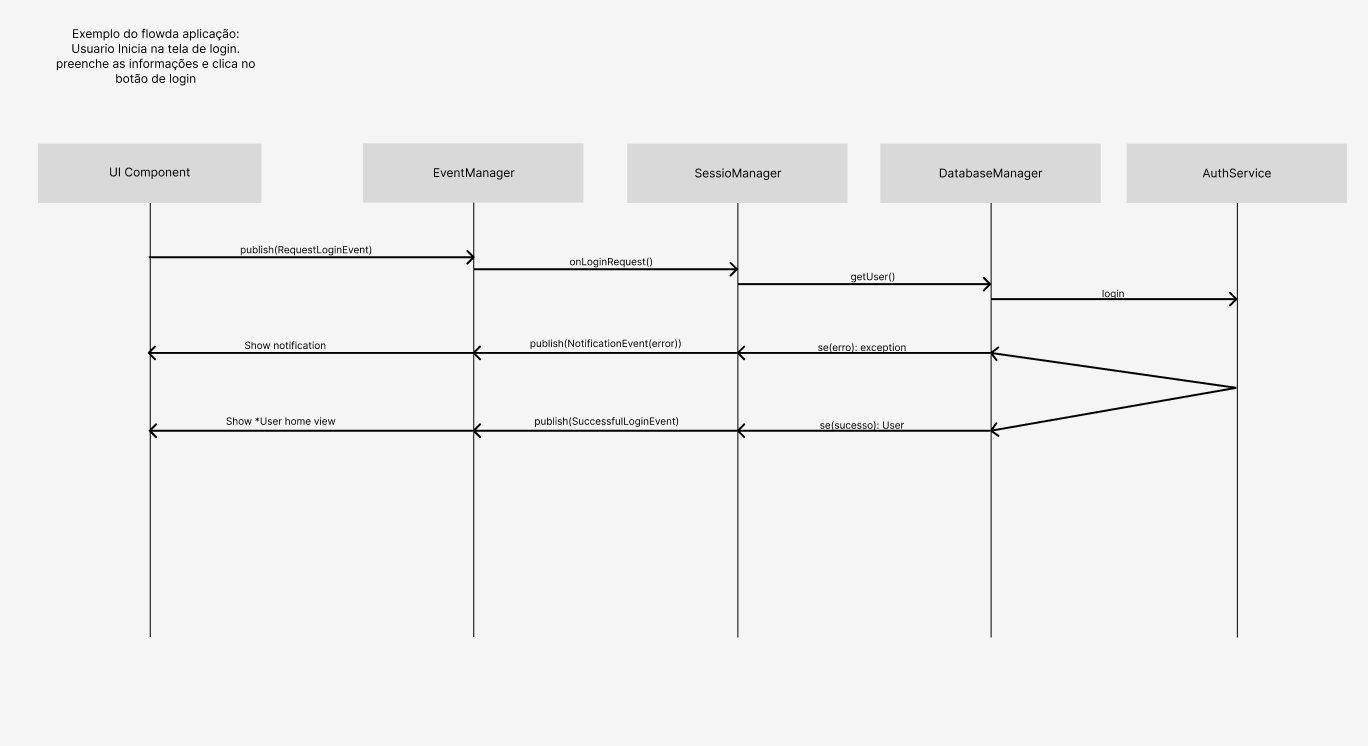 Exemplo do flowda aplicação:
Usuario Inicia na tela de login.
preenche as informações e clica no
botão de login
UI Component
EventManager
SessioManager
DatabaseManager
AuthService
publish(RequestLoginEvent)
onLoginRequest()
getUser()
login
Show notification
publish(NotificationEvent(error))
se(erro): exception
Show *User home view
publish(SuccessfulLoginEvent)
se(sucesso): User